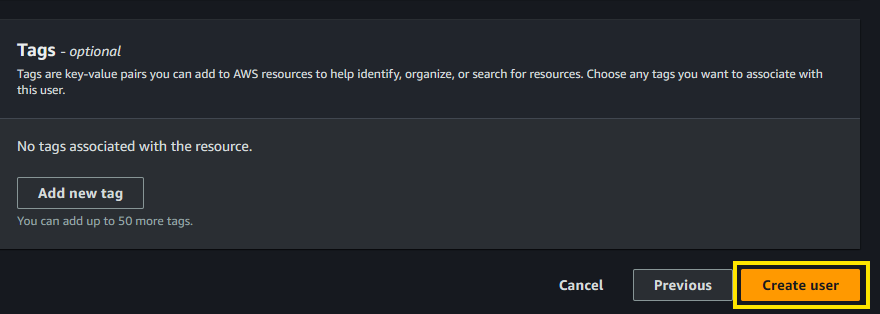 Tags - optional
Tags are key-value pairs you can add to AWS resources to help identify, organize, or search for resources. Choose any tags you want to associate with
this user.
No tags associated with the resource.
Add new tag
You can add up to 50 more tags.
Cancel Previous Create user